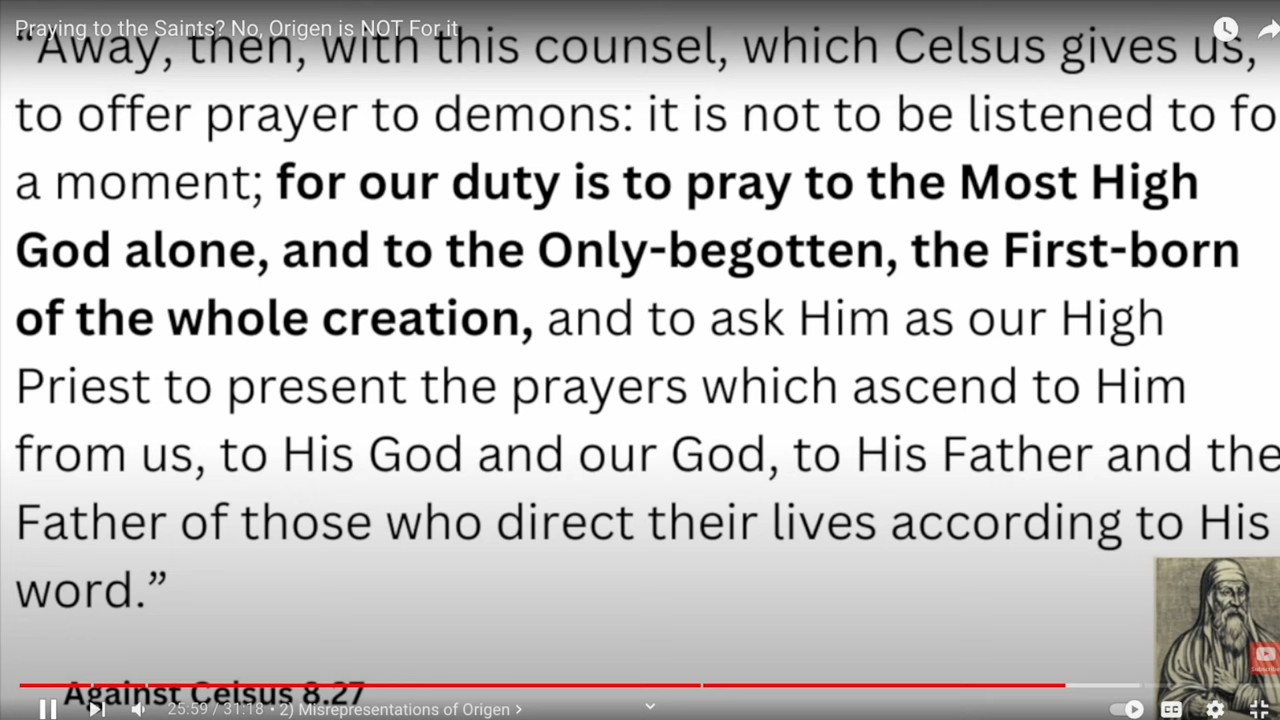 Praying to the Saints? No, Origen is NOT For it
“Away, then, with this counsel, which Celsus gives us,
to offer prayer to demons: it is not to be listened to fo
a moment; for our duty is to pray to the Most High
God alone, and to the Only-begotten, the First-born
of the whole creation, and to ask Him as our High
Priest to present the prayers which ascend to Him
from us, to His God and our God, to His Father and the
Father of those who direct their lives according to His
word.”
Subscribe
Against Celsus 8.27
25:59 / 31:18 • 2) Misrepresentations of Origen >
CC